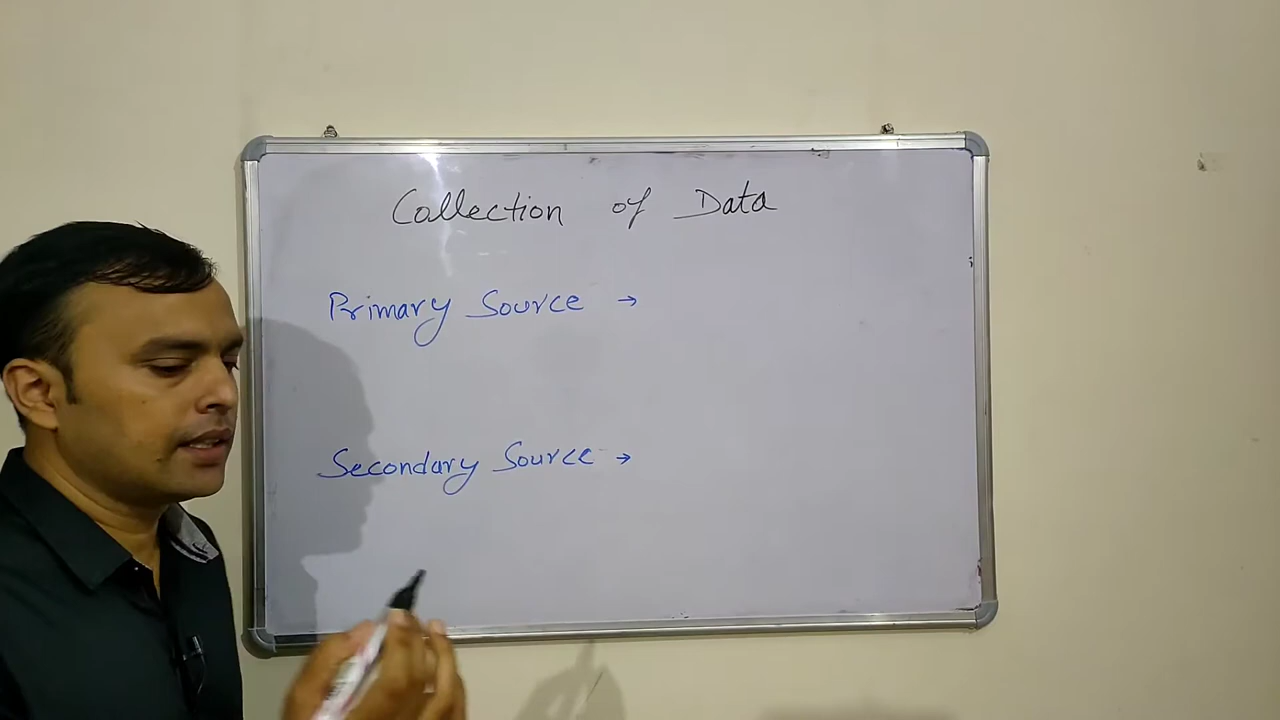 Collection of Data
Primary Source →
Secondary Source →